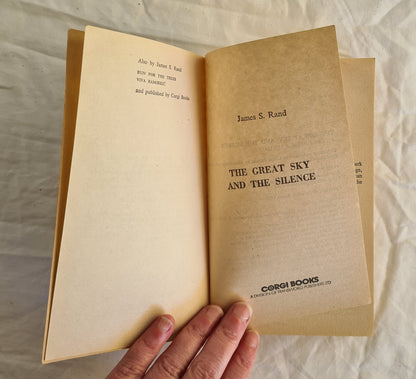 Also by James S. Rand
RUN FOR THE TREES
VIVA RAMIREZ!
and published by Corgi Books
James S. Rand
THE GREAT SKY
AND THE SILENCE
CORGI BOOKS
A DIVISION OF TRANSWORLD PUBLISHERS LTD